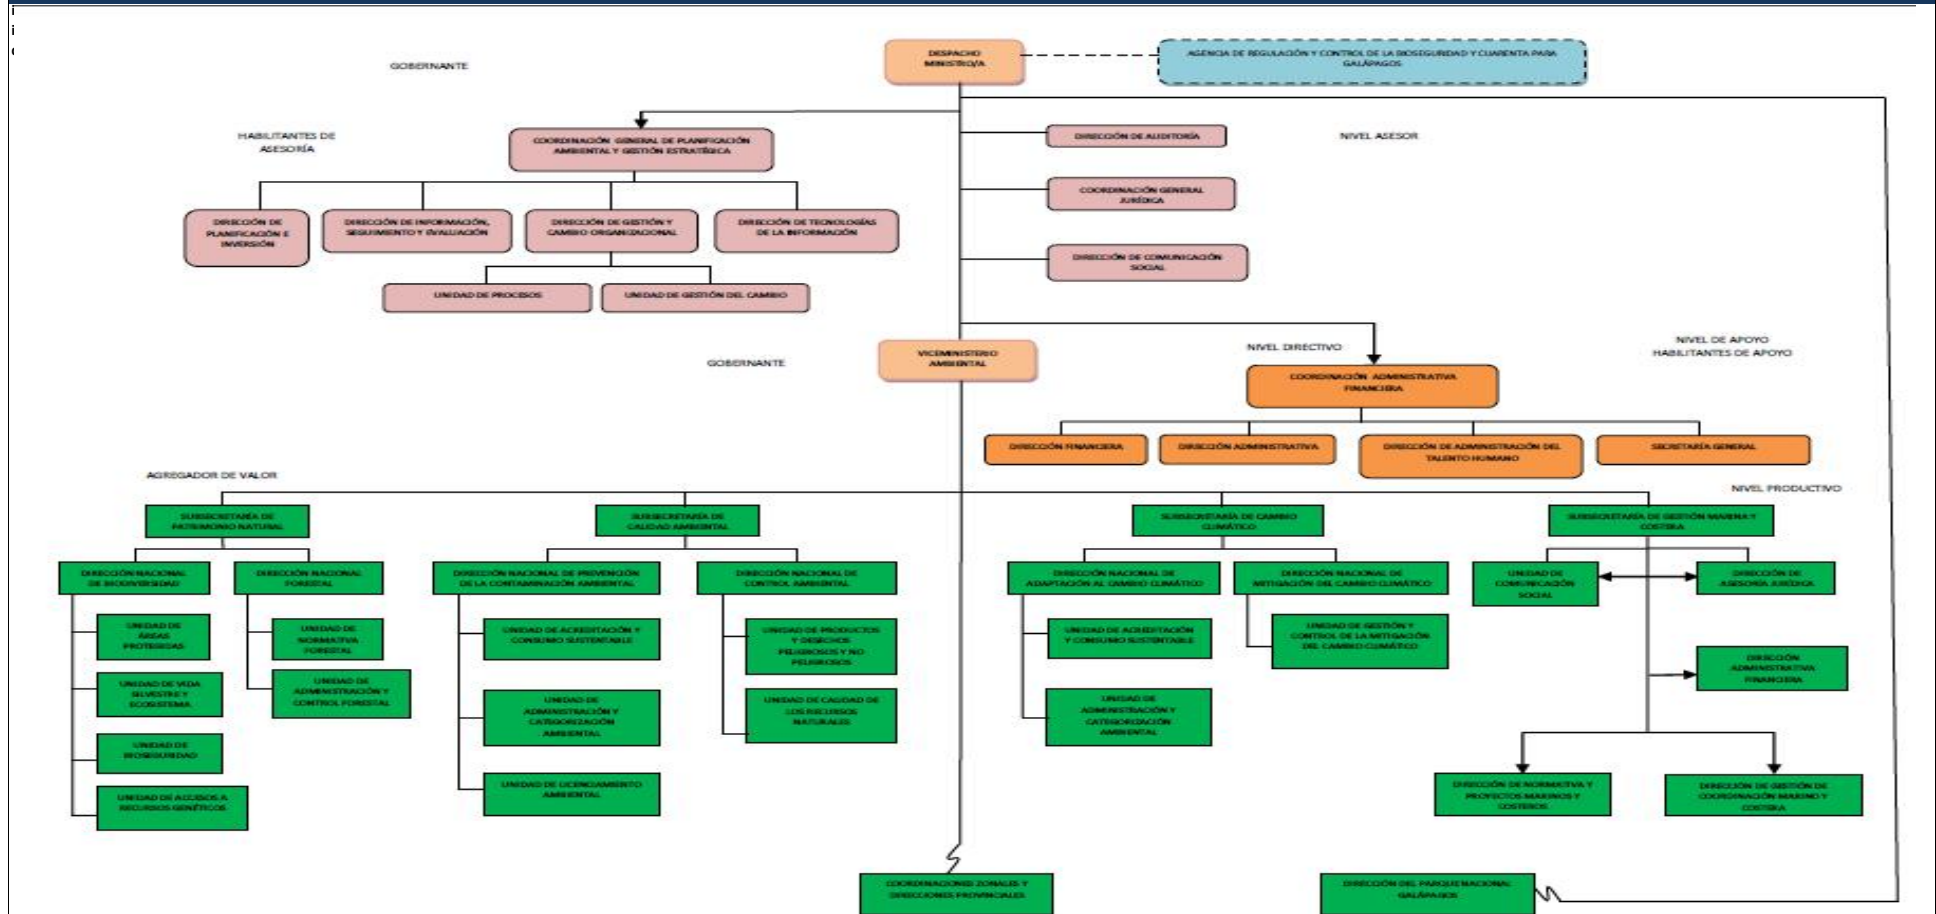 DESPACHO
MINISTRO/A
AGENCIA DE REGULACIÓN Y CONTROL DE LA BIOSEGURIDAD Y CUARENTA PARA
GALÁPAGOS
GOBERNANTE
HABILITANTES DE
ASESORÍA
COORDINACIÓN GENERAL DE PLANIFICACIÓN
AMBIENTAL Y GESTIÓN ESTRATÉGICA
DIRECCIÓN DE AUDITORÍA
NIVEL ASESOR
COORDINACIÓN GENERAL
JURÍDICA
DIRECCIÓN DE
PLANIFICACIÓN E
INVERSIÓN
DIRECCIÓN DE INFORMACIÓN,
SEGUIMIENTO Y EVALUACIÓN
DIRECCIÓN DE GESTIÓN Y
CAMBIO ORGANIZACIONAL
DIRECCIÓN DE TECNOLOGÍAS
DE LA INFORMACIÓN
DIRECCIÓN DE COMUNICACIÓN
SOCIAL
UNIDAD DE PROCESOS
UNIDAD DE GESTIÓN DEL CAMBIO
GOBERNANTE
VICEMINISTERIO
AMBIENTAL
NIVEL DIRECTIVO
NIVEL DE APOYO
HABILITANTES DE APOYO
COORDINACIÓN ADMINISTRATIVA
FINANCIERA
DIRECCIÓN FINANCIERA
DIRECCIÓN ADMINISTRATIVA
DIRECCIÓN DE ADMINISTRACIÓN DEL
TALENTO HUMANO
SECRETARÍA GENERAL
AGREGADOR DE VALOR
NIVEL PRODUCTIVO
SUBSECRETARÍA DE
PATRIMONIO NATURAL
SUBSECRETARÍA DE
CALIDAD AMBIENTAL
SUBSECRETARÍA DE CAMBIO
CLIMÁTICO
SUBSECRETARÍA DE GESTIÓN MARINA Y
COSTERA
DIRECCIÓN NACIONAL
DE BIODIVERSIDAD
DIRECCIÓN NACIONAL
FORESTAL
DIRECCIÓN NACIONAL DE PREVENCIÓN
DE LA CONTAMINACIÓN AMBIENTAL
DIRECCIÓN NACIONAL DE
CONTROL AMBIENTAL
DIRECCIÓN NACIONAL DE
ADAPTACIÓN AL CAMBIO CLIMÁTICO
DIRECCIÓN NACIONAL DE
MITIGACIÓN DEL CAMBIO CLIMÁTICO
UNIDAD DE
COMUNICACIÓN
SOCIAL
DIRECCIÓN DE
ASESORÍA JURÍDICA
UNIDAD DE
ÁREAS
PROTEGIDAS
UNIDAD DE
NORMATIVA
FORESTAL
UNIDAD DE ACREDITACIÓN Y
CONSUMO SUSTENTABLE
UNIDAD DE PRODUCTOS
Y DESECHOS
PELIGROSOS Y NO
PELIGROSOS
UNIDAD DE ACREDITACIÓN
Y CONSUMO SUSTENTABLE
UNIDAD DE GESTIÓN Y
CONTROL DE LA MITIGACIÓN
DEL CAMBIO CLIMÁTICO
DIRECCIÓN
ADMINISTRATIVA
FINANCIERA
UNIDAD DE VIDA
SILVESTRE Y
ECOSISTEMA
UNIDAD DE
ADMINISTRACIÓN Y
CONTROL FORESTAL
UNIDAD DE
ADMINISTRACIÓN Y
CATEGORIZACIÓN
AMBIENTAL
UNIDAD DE CALIDAD DE
LOS RECURSOS
NATURALES
UNIDAD DE
ADMINISTRACIÓN Y
CATEGORIZACIÓN
AMBIENTAL
UNIDAD DE
BIOSEGURIDAD
UNIDAD DE ACCESOS A
RECURSOS GENÉTICOS
UNIDAD DE LICENCIAMIENTO
AMBIENTAL
DIRECCIÓN DE NORMATIVA Y
PROYECTOS MARINOS Y
COSTEROS
DIRECCIÓN DE GESTIÓN DE
COORDINACIÓN MARINO Y
COSTERA
COORDINACIONES ZONALES Y
DIRECCIONES PROVINCIALES
DIRECCIÓN DEL PARQUE NACIONAL
GALÁPAGOS